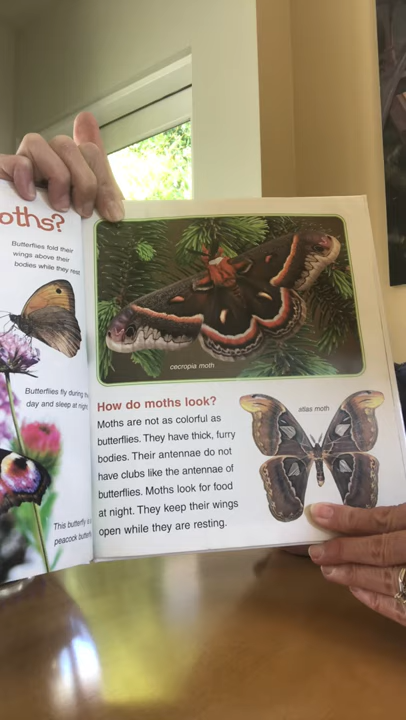 oths?
Butterflies fold their
wings above their
bodies while they rest
Butterflies fly during
day and sleep at night
This butterfly is
peacock
cecropia moth
How do moths look?
Moths are not as colorful as
butterflies. They have thick, furry
bodies. Their antennae do not
have clubs like the antennae of
butterflies. Moths look for food
at night. They keep their wings
open while they are resting.
atlas moth